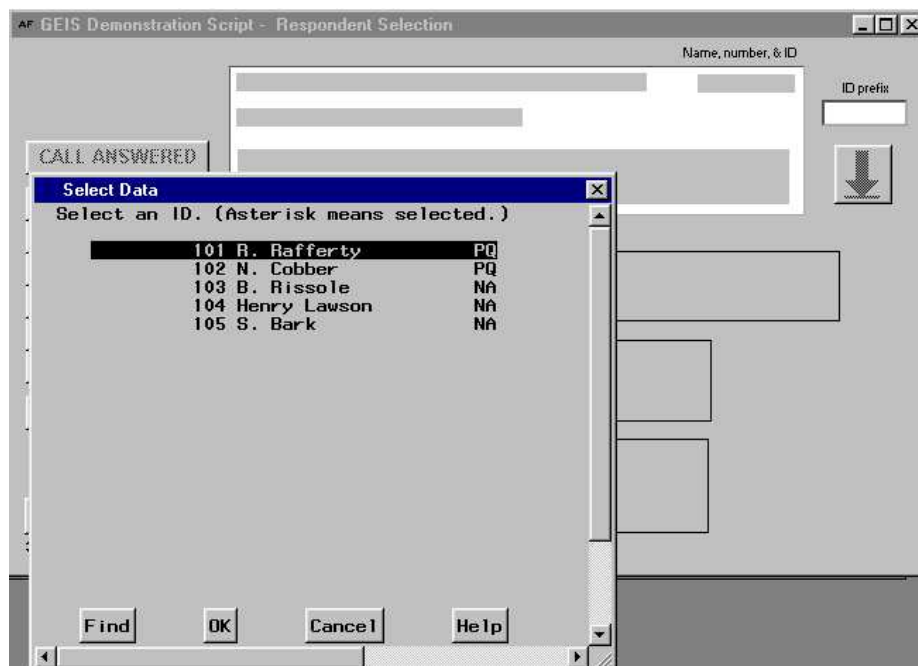 AF GEIS Demonstration Script - Respondent Selection
Name, number, & ID
ID prefix
CALL ANSWERED
Select Data
Select an ID. (Asterisk means selected.)
101 R. Rafferty PQ
102 N. Cobber PQ
103 B. Rissole NA
104 Henry Lawson NA
105 S. Bark NA
Find OK Cancel Help